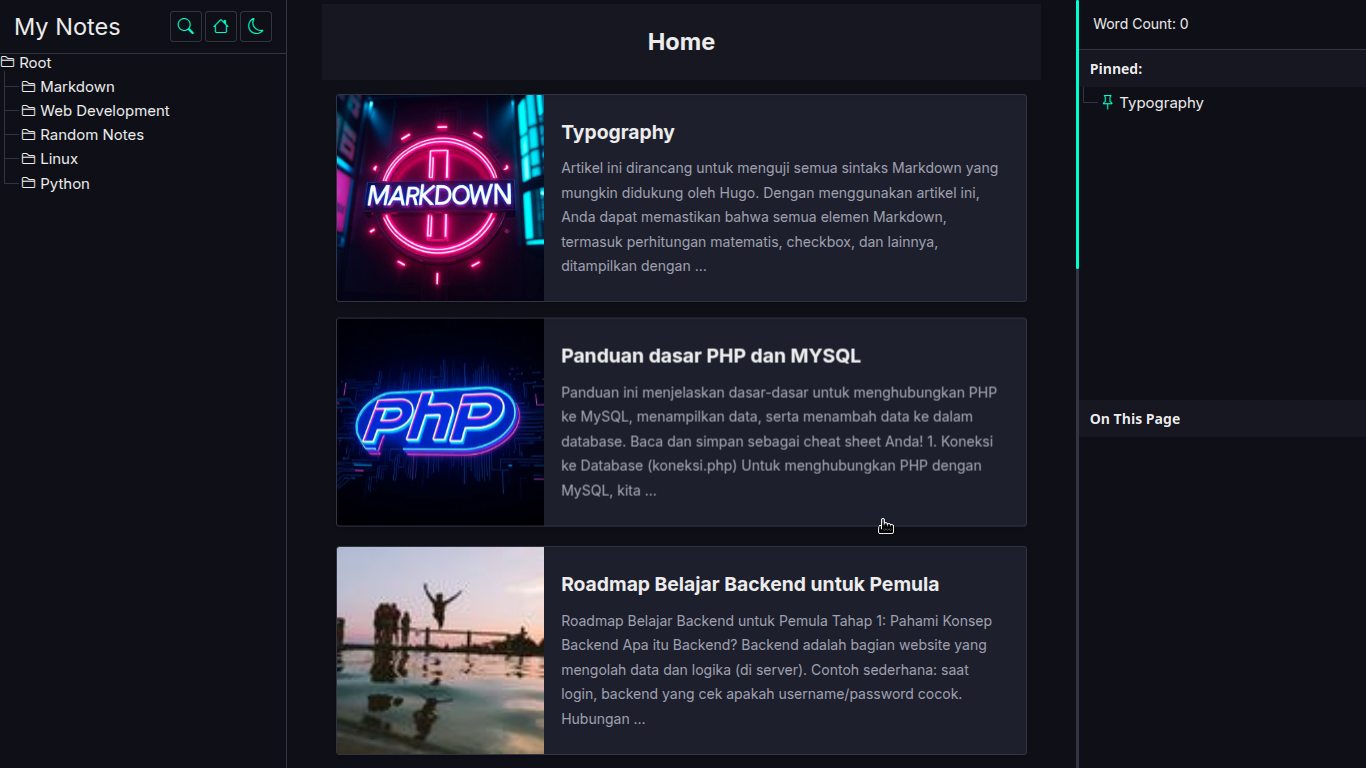 My Notes
Root
Markdown
Web Development
Random Notes
Linux
Python
Home
MARKDOWN
Typography
Artikel ini dirancang untuk menguji semua sintaks Markdown yang
mungkin didukung oleh Hugo. Dengan menggunakan artikel ini,
Anda dapat memastikan bahwa semua elemen Markdown,
termasuk perhitungan matematis, checkbox, dan lainnya,
ditampilkan dengan ...
PhP
Panduan dasar PHP dan MYSQL
Panduan ini menjelaskan dasar-dasar untuk menghubungkan PHP
ke MySQL, menampilkan data, serta menambah data ke dalam
database. Baca dan simpan sebagai cheat sheet Anda! 1. Koneksi
ke Database (koneksi.php) Untuk menghubungkan PHP dengan
MySQL, kita ...
Roadmap Belajar Backend untuk Pemula
Roadmap Belajar Backend untuk Pemula Tahap 1: Pahami Konsep
Backend Apa itu Backend? Backend adalah bagian website yang
mengolah data dan logika (di server). Contoh sederhana: saat
login, backend yang cek apakah username/password cocok.
Hubungan ...
Word Count: 0
Pinned:
Typography
On This Page